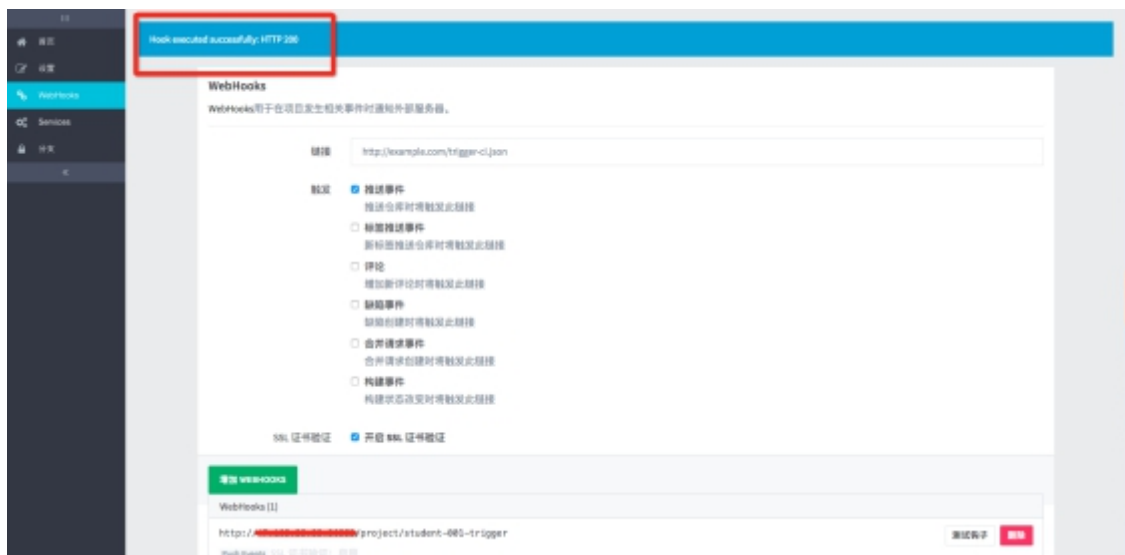 Hook executed successfully: HTTP 200
首页
设置
WebHooks
Services
分支
WebHooks
WebHooks用于在项目发生相关事件时通知外部服务器。
链接 http://example.com/trigger-ci.json
触发 推送事件
推送仓库时将触发此链接
标签推送事件
新标签推送仓库时将触发此链接
评论
增加新评论时将触发此链接
缺陷事件
缺陷创建时将触发此链接
合并请求事件
合并请求创建时将触发此链接
构建事件
构建状态改变时将触发此链接
SSL 证书验证 开启 SSL 证书验证
增加 WEBHOOKS
WebHooks (1)
http:// /project/student-001-trigger 测试钩子 删除